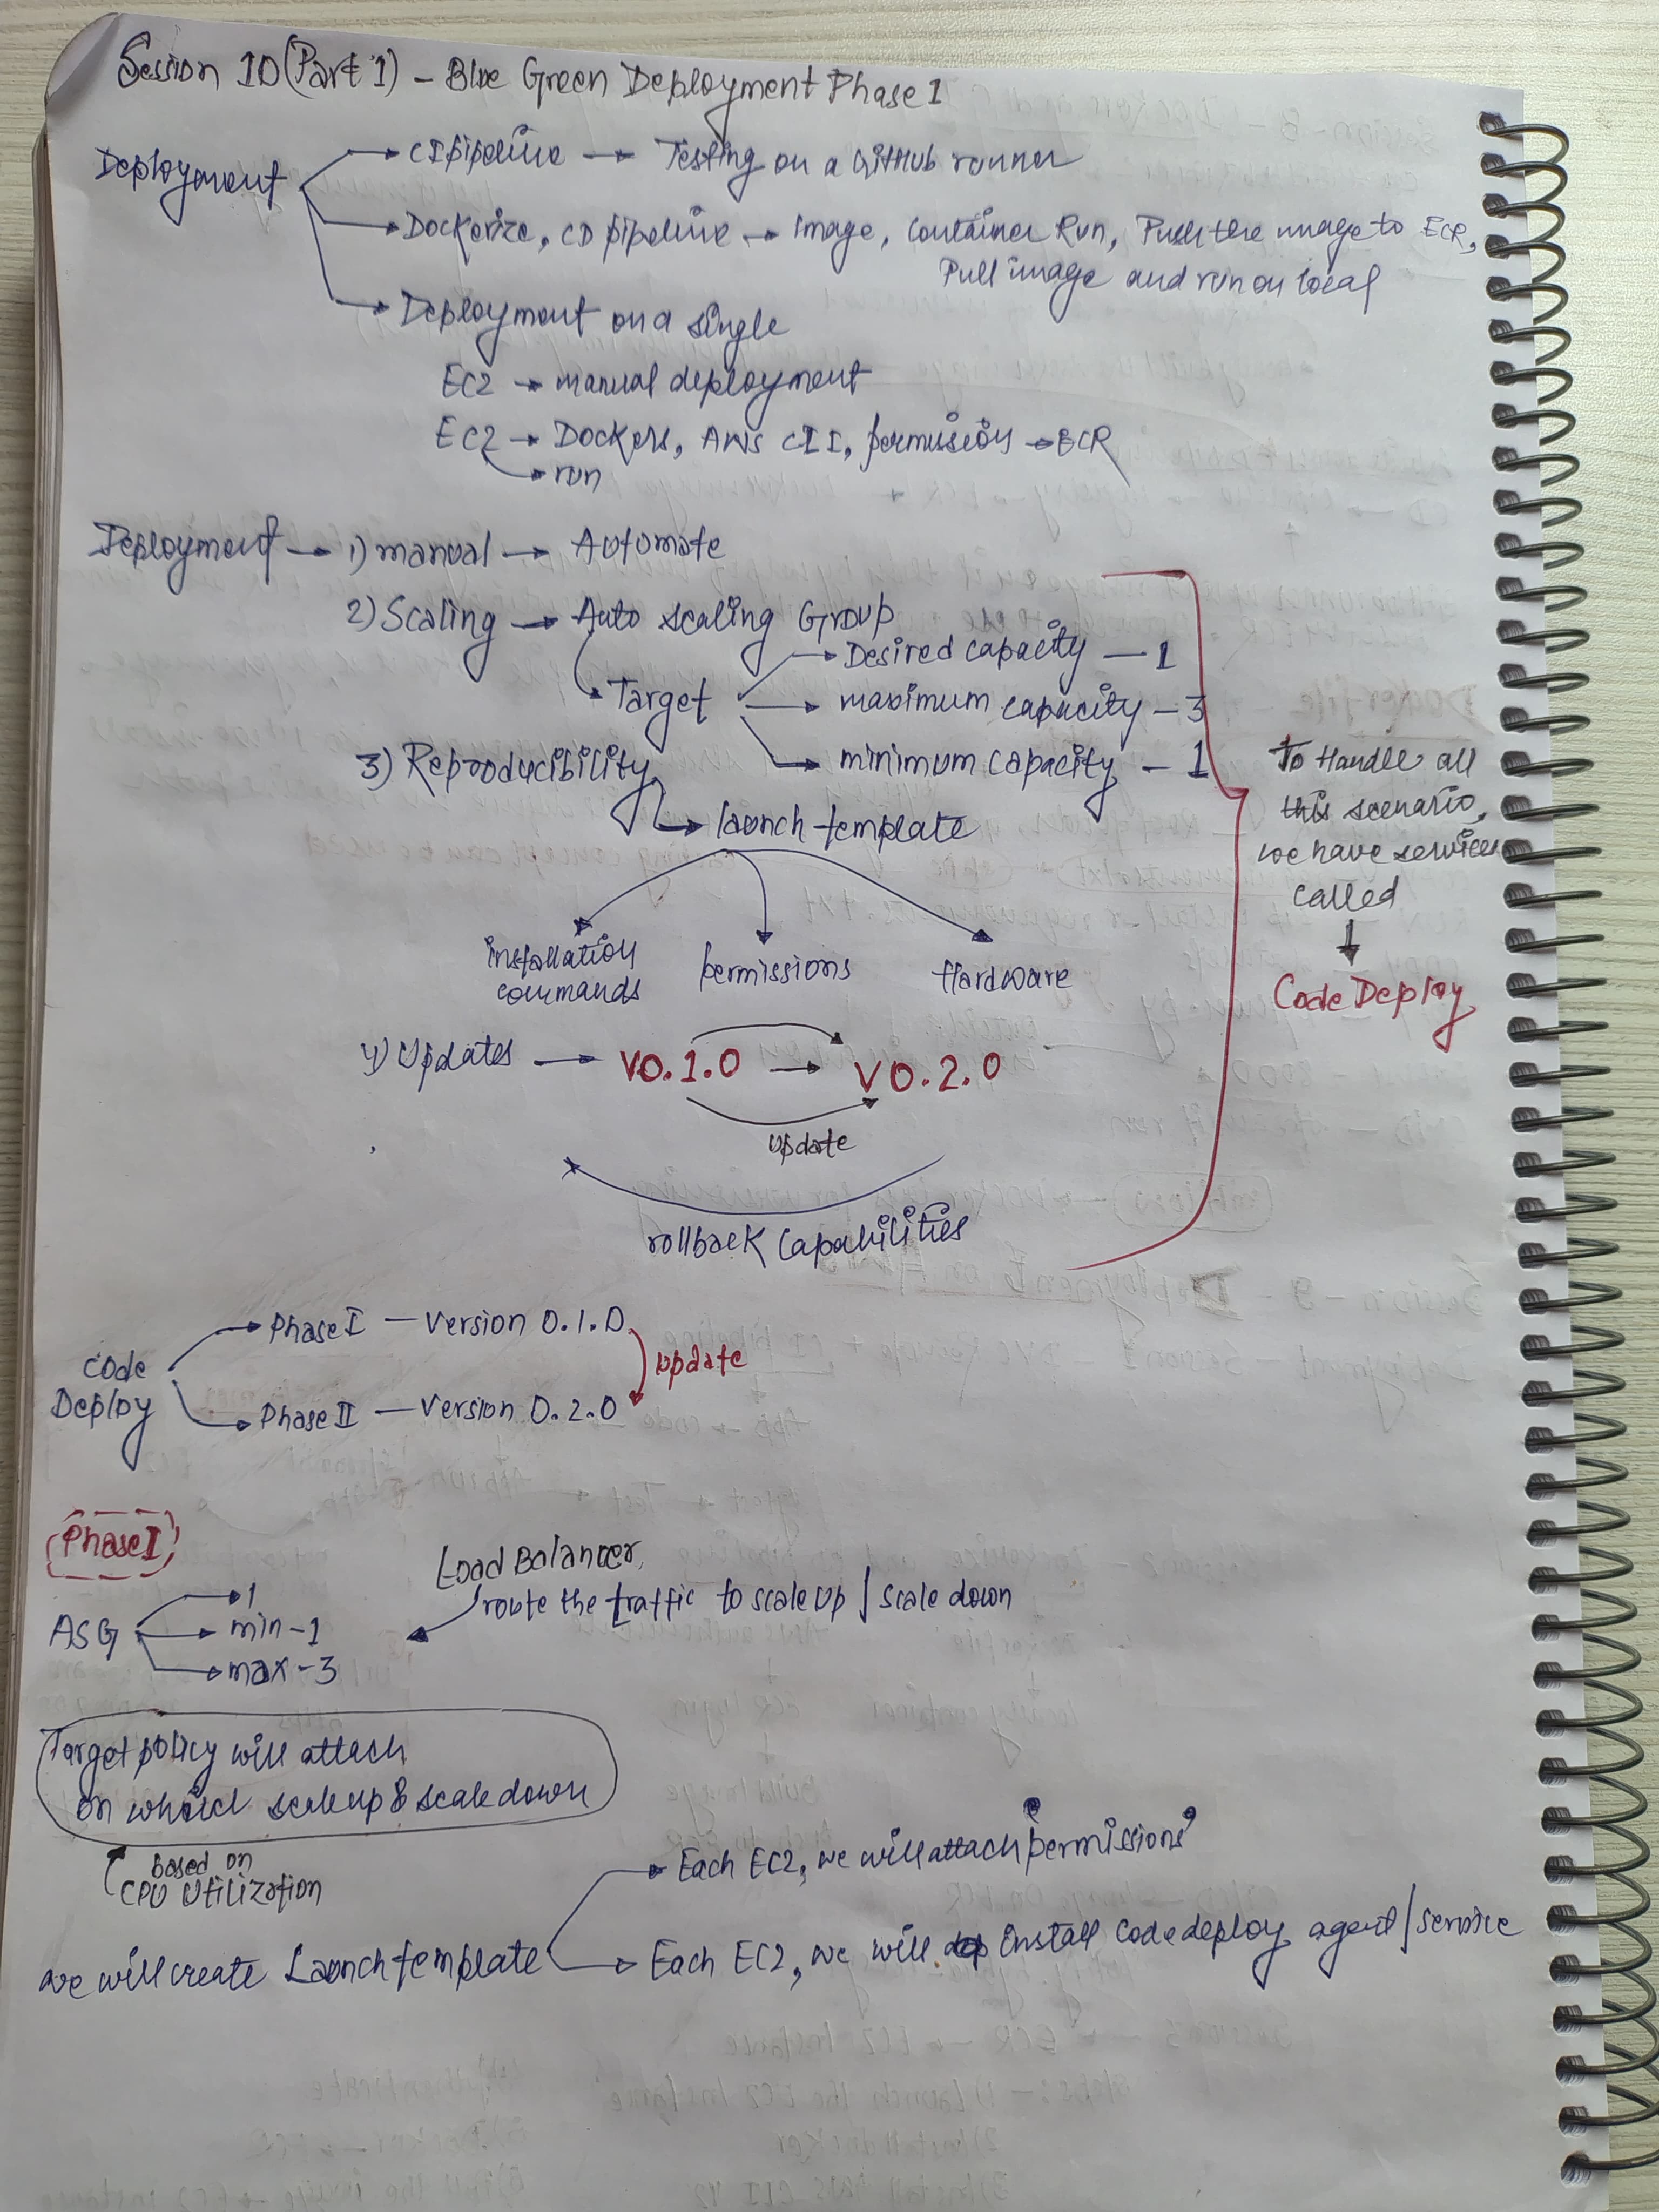 Session 10 (Part 1) - Blue Green Deployment Phase 1
Deployment → CI pipeline → Testing on a GitHub runner
→ Dockerize, CD pipeline → image, container Run, Push the image to ECR,
Pull image and run on local
→ Deployment on a single
EC2 → manual deployment
EC2 → Dockers, AWS CLI, permission → ECR
→ run
Deployment → 1) manual → Automate
2) Scaling → Auto scaling Group
Target → Desired capacity - 1
→ maximum capacity - 3
→ minimum capacity - 1
3) Reproducibility
→ launch template
installation commands
permissions
Hardware
To Handle all
this scenario,
we have services
called
↓
Code Deploy
4) Updates → V0.1.0 → V0.2.0
update
rollback capabilities
Code
Deploy
→ Phase I - Version 0.1.0
update
→ Phase II - Version 0.2.0
Phase I
Load Balancer,
route the traffic to scale up / scale down
ASG → 1
→ min - 1
→ max - 3
Target policy will attach
on which scaleup & scale down
based on
CPU Utilization
we will create Launch template
→ Each EC2, we will attach permissions
→ Each EC2, we will install codedeploy agent/service